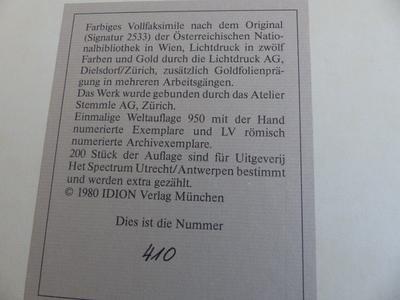 Farbiges Vollfaksimile nach dem Original
(Signatur 2533) der Österreichischen Natio-
nalbibliothek in Wien, Lichtdruck in zwölf
Farben und Gold durch die Lichtdruck AG,
Dielsdorf/Zürich, zusätzlich Goldfolienprä-
gung in mehreren Arbeitsgängen.
Das Werk wurde gebunden durch das Atelier
Stemmle AG, Zürich.
Einmalige Weltauflage 950 mit der Hand
numerierte Exemplare und LV römisch
numerierte Archivexemplare.
200 Stück der Auflage sind für Uitgeverij
Het Spectrum Utrecht/Antwerpen bestimmt
und werden extra gezählt.
© 1980 IDION Verlag München
Dies ist die Nummer
410